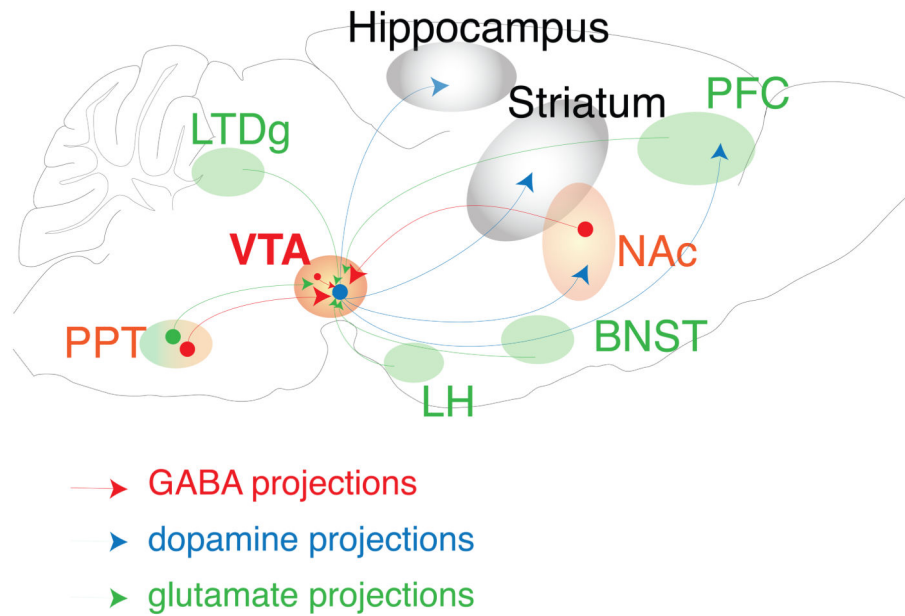 Hippocampus
Striatum
PFC
LTDg
VTA
NAc
PPT
BNST
LH
GABA projections
dopamine projections
glutamate projections